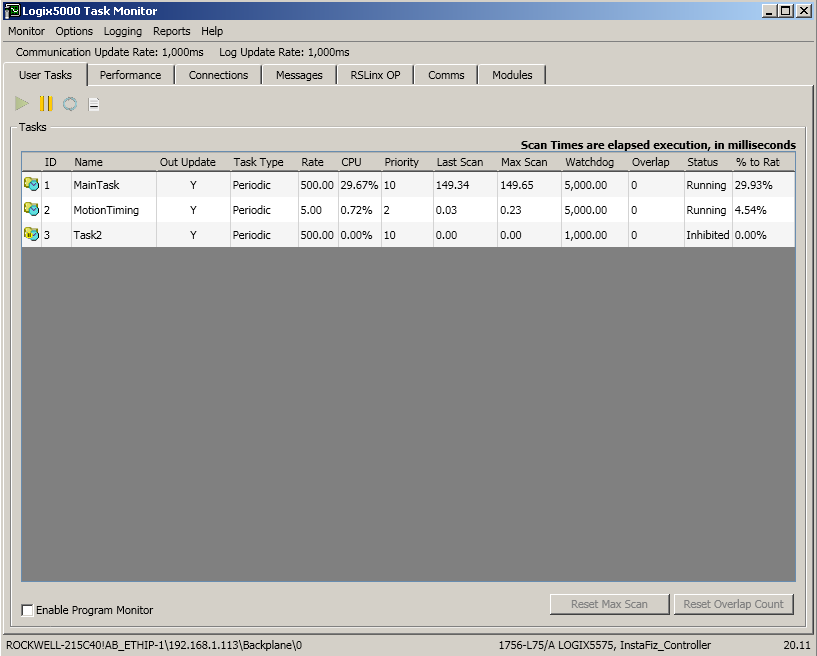 Logix5000 Task Monitor
Monitor Options Logging Reports Help
Communication Update Rate: 1,000ms Log Update Rate: 1,000ms
User Tasks Performance Connections Messages RSLinx OP Comms Modules
Tasks
Scan Times are elapsed execution, in milliseconds
ID Name Out Update Task Type Rate CPU Priority Last Scan Max Scan Watchdog Overlap Status % to Rat
1 MainTask Y Periodic 500.00 29.67% 10 149.34 149.65 5,000.00 0 Running 29.93%
2 MotionTiming Y Periodic 5.00 0.72% 2 0.03 0.23 5,000.00 0 Running 4.54%
3 Task2 Y Periodic 500.00 0.00% 10 0.00 0.00 1,000.00 0 Inhibited 0.00%
Enable Program Monitor Reset Max Scan Reset Overlap Count
ROCKWELL-215C40!AB_ETHIP-1\192.168.1.113\Backplane\0 1756-L75/A LOGIX5575, InstaFiz_Controller 20.11